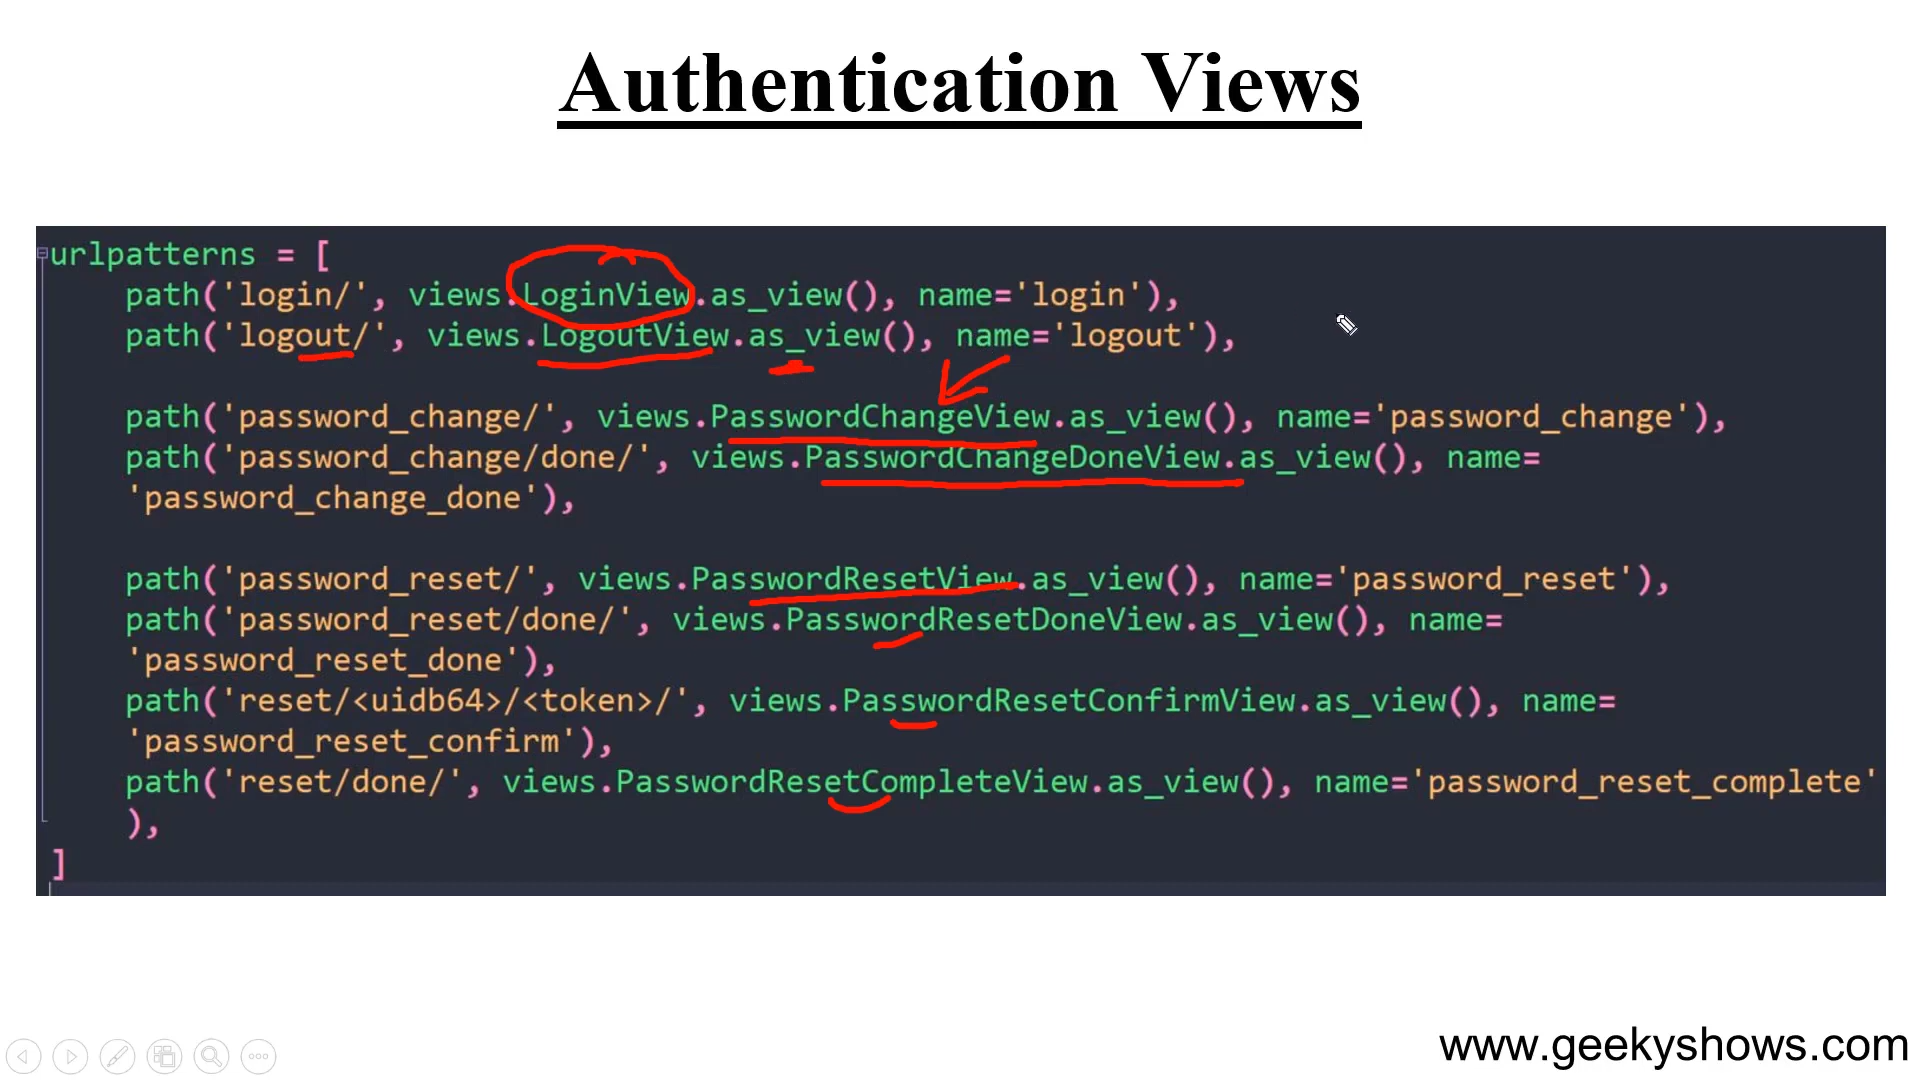 Authentication Views
urlpatterns = [
path('login/', views.LoginView.as_view(), name='login'),
path('logout/', views.LogoutView.as_view(), name='logout'),
path('password_change/', views.PasswordChangeView.as_view(), name='password_change'),
path('password_change/done/', views.PasswordChangeDoneView.as_view(), name=
'password_change_done'),
path('password_reset/', views.PasswordResetView.as_view(), name='password_reset'),
path('password_reset/done/', views.PasswordResetDoneView.as_view(), name=
'password_reset_done'),
path('reset/<uidb64>/<token>/', views.PasswordResetConfirmView.as_view(), name=
'password_reset_confirm'),
path('reset/done/', views.PasswordResetCompleteView.as_view(), name='password_reset_complete'
),
]
www.geekyshows.com